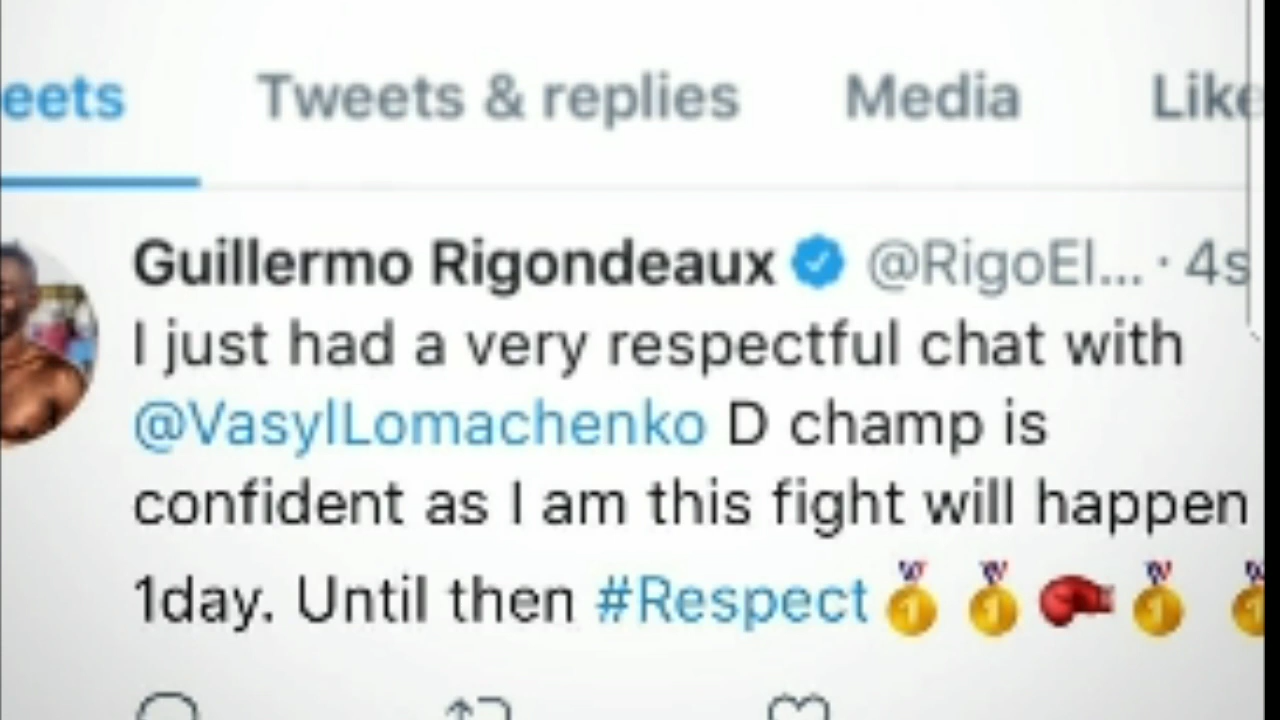 eets Tweets & replies Media Like
Guillermo Rigondeaux @RigoEl... · 4s
I just had a very respectful chat with
@VasylLomachenko D champ is
confident as I am this fight will happen
1day. Until then #Respect